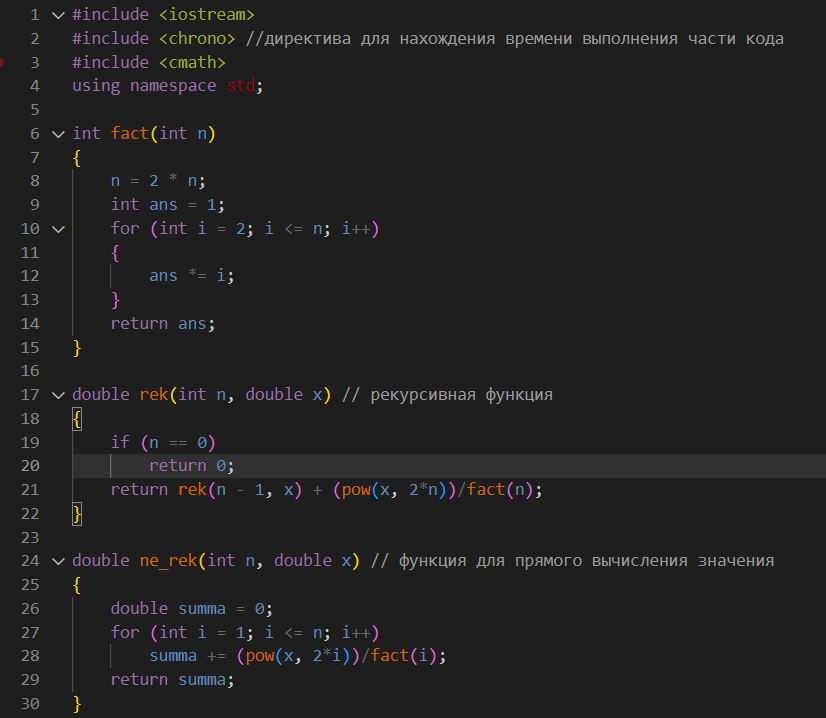 1 #include <iostream>
2 #include <chrono> //директива для нахождения времени выполнения части кода
3 #include <cmath>
4 using namespace std;
5
6 int fact(int n)
7 {
8 n = 2 * n;
9 int ans = 1;
10 for (int i = 2; i <= n; i++)
11 {
12 ans *= i;
13 }
14 return ans;
15 }
16
17 double rek(int n, double x) // рекурсивная функция
18 {
19 if (n == 0)
20 return 0;
21 return rek(n - 1, x) + (pow(x, 2*n))/fact(n);
22 }
23
24 double ne_rek(int n, double x) // функция для прямого вычисления значения
25 {
26 double summa = 0;
27 for (int i = 1; i <= n; i++)
28 summa += (pow(x, 2*i))/fact(i);
29 return summa;
30 }